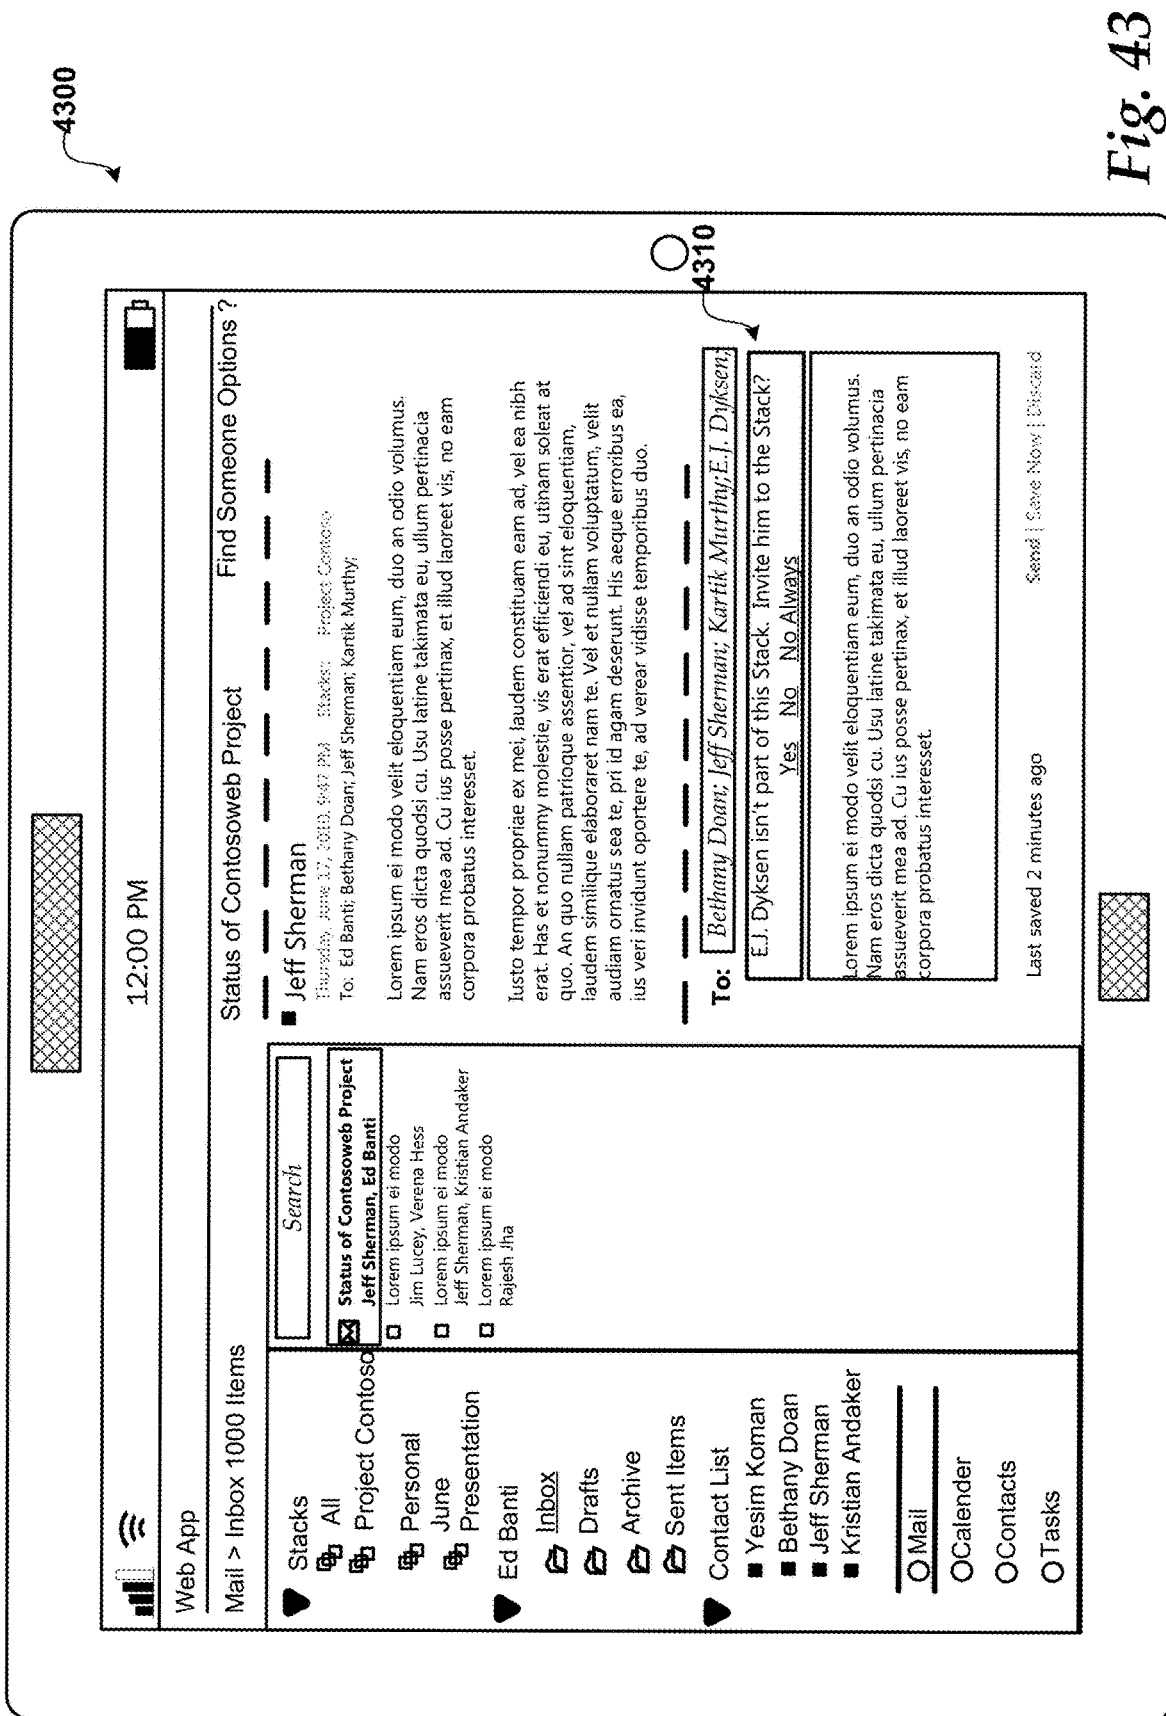 4300
12:00 PM
Web App
Mail > Inbox 1000 Items
Status of Contosoweb Project
Find Someone Options ?
Stacks
All
Project Contoso
Personal
June
Presentation
Ed Banti
Inbox
Drafts
Archive
Sent Items
Contact List
Yesim Koman
Bethany Doan
Jeff Sherman
Kristian Andaker
Mail
Calender
Contacts
Tasks
Search
Status of Contosoweb Project
Jeff Sherman, Ed Banti
Lorem ipsum ei modo
Jim Lucey, Verena Hess
Lorem ipsum ei modo
Jeff Sherman, Kristian Andaker
Lorem ipsum ei modo
Rajesh Jha
Jeff Sherman
Thursday, June 17, 2010, 9:47 PM Stacks: Project Contoso
To: Ed Banti; Bethany Doan; Jeff Sherman; Kartik Murthy;
Lorem ipsum ei modo velit eloquentiam eum, duo an odio volumus.
Nam eros dicta quodsi cu. Usu latine takimata eu, ullum pertinacia
assueverit mea ad. Cu ius posse pertinax, et illud laoreet vis, no eam
corpora probatus interesset.
Iusto tempor propriae ex mei, laudem constituam eam ad, vel ea nibh
erat. Has et nonummy molestie, vis erat efficiendi eu, utinam soleat at
quo. An quo nullam patrioque assentior, vel ad sint eloquentiam,
laudem similique elaboraret nam te. Vel et nullam voluptatum, velit
audiam ornatus sea te, pri id agam deserunt. His aeque erroribus ea,
ius veri invidunt oportere te, ad verear vidisse temporibus duo.
To: Bethany Doan; Jeff Sherman; Kartik Murthy;E.J. Dyksen;
4310
E.J. Dyksen isn't part of this Stack. Invite him to the Stack?
Yes No No Always
Lorem ipsum ei modo velit eloquentiam eum, duo an odio volumus.
Nam eros dicta quodsi cu. Usu latine takimata eu, ullum pertinacia
assueverit mea ad. Cu ius posse pertinax, et illud laoreet vis, no eam
corpora probatus interesset.
Last saved 2 minutes ago
Send | Save Now | Discard
Fig. 43